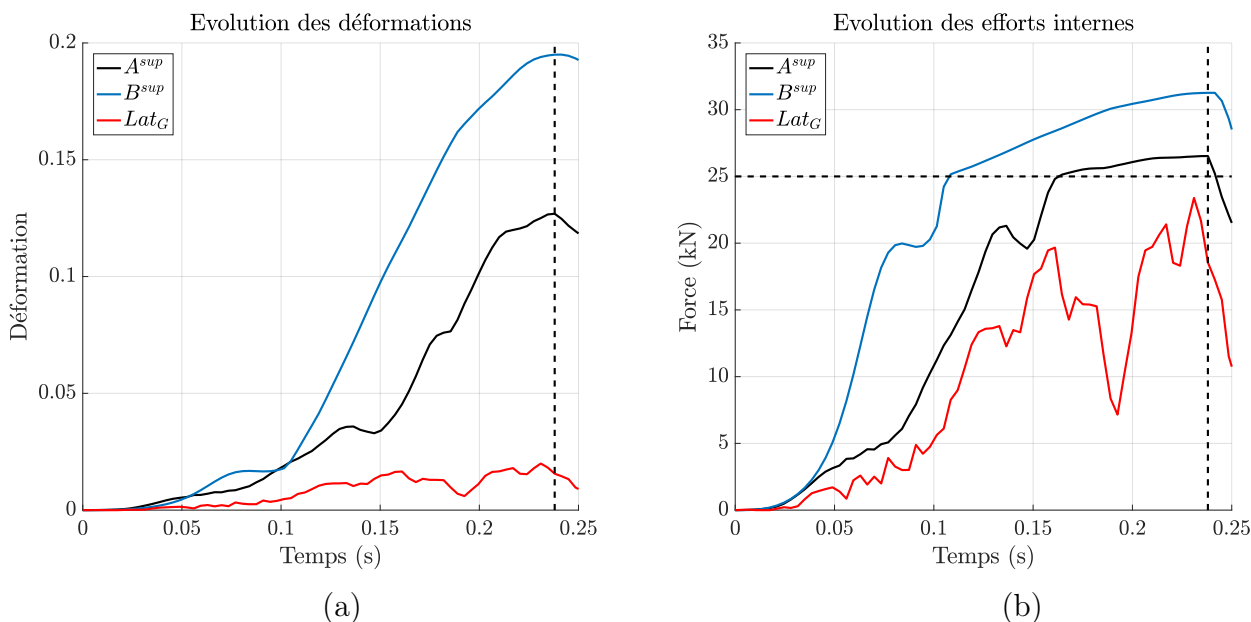 Evolution des déformations
0.2
0.15
0.1
0.05
0
A^sup
B^sup
Lat_G
Déformation
0 0.05 0.1 0.15 0.2 0.25
Temps (s)
(a)
Evolution des efforts internes
35
30
25
20
15
10
5
0
A^sup
B^sup
Lat_G
Force (kN)
0 0.05 0.1 0.15 0.2 0.25
Temps (s)
(b)